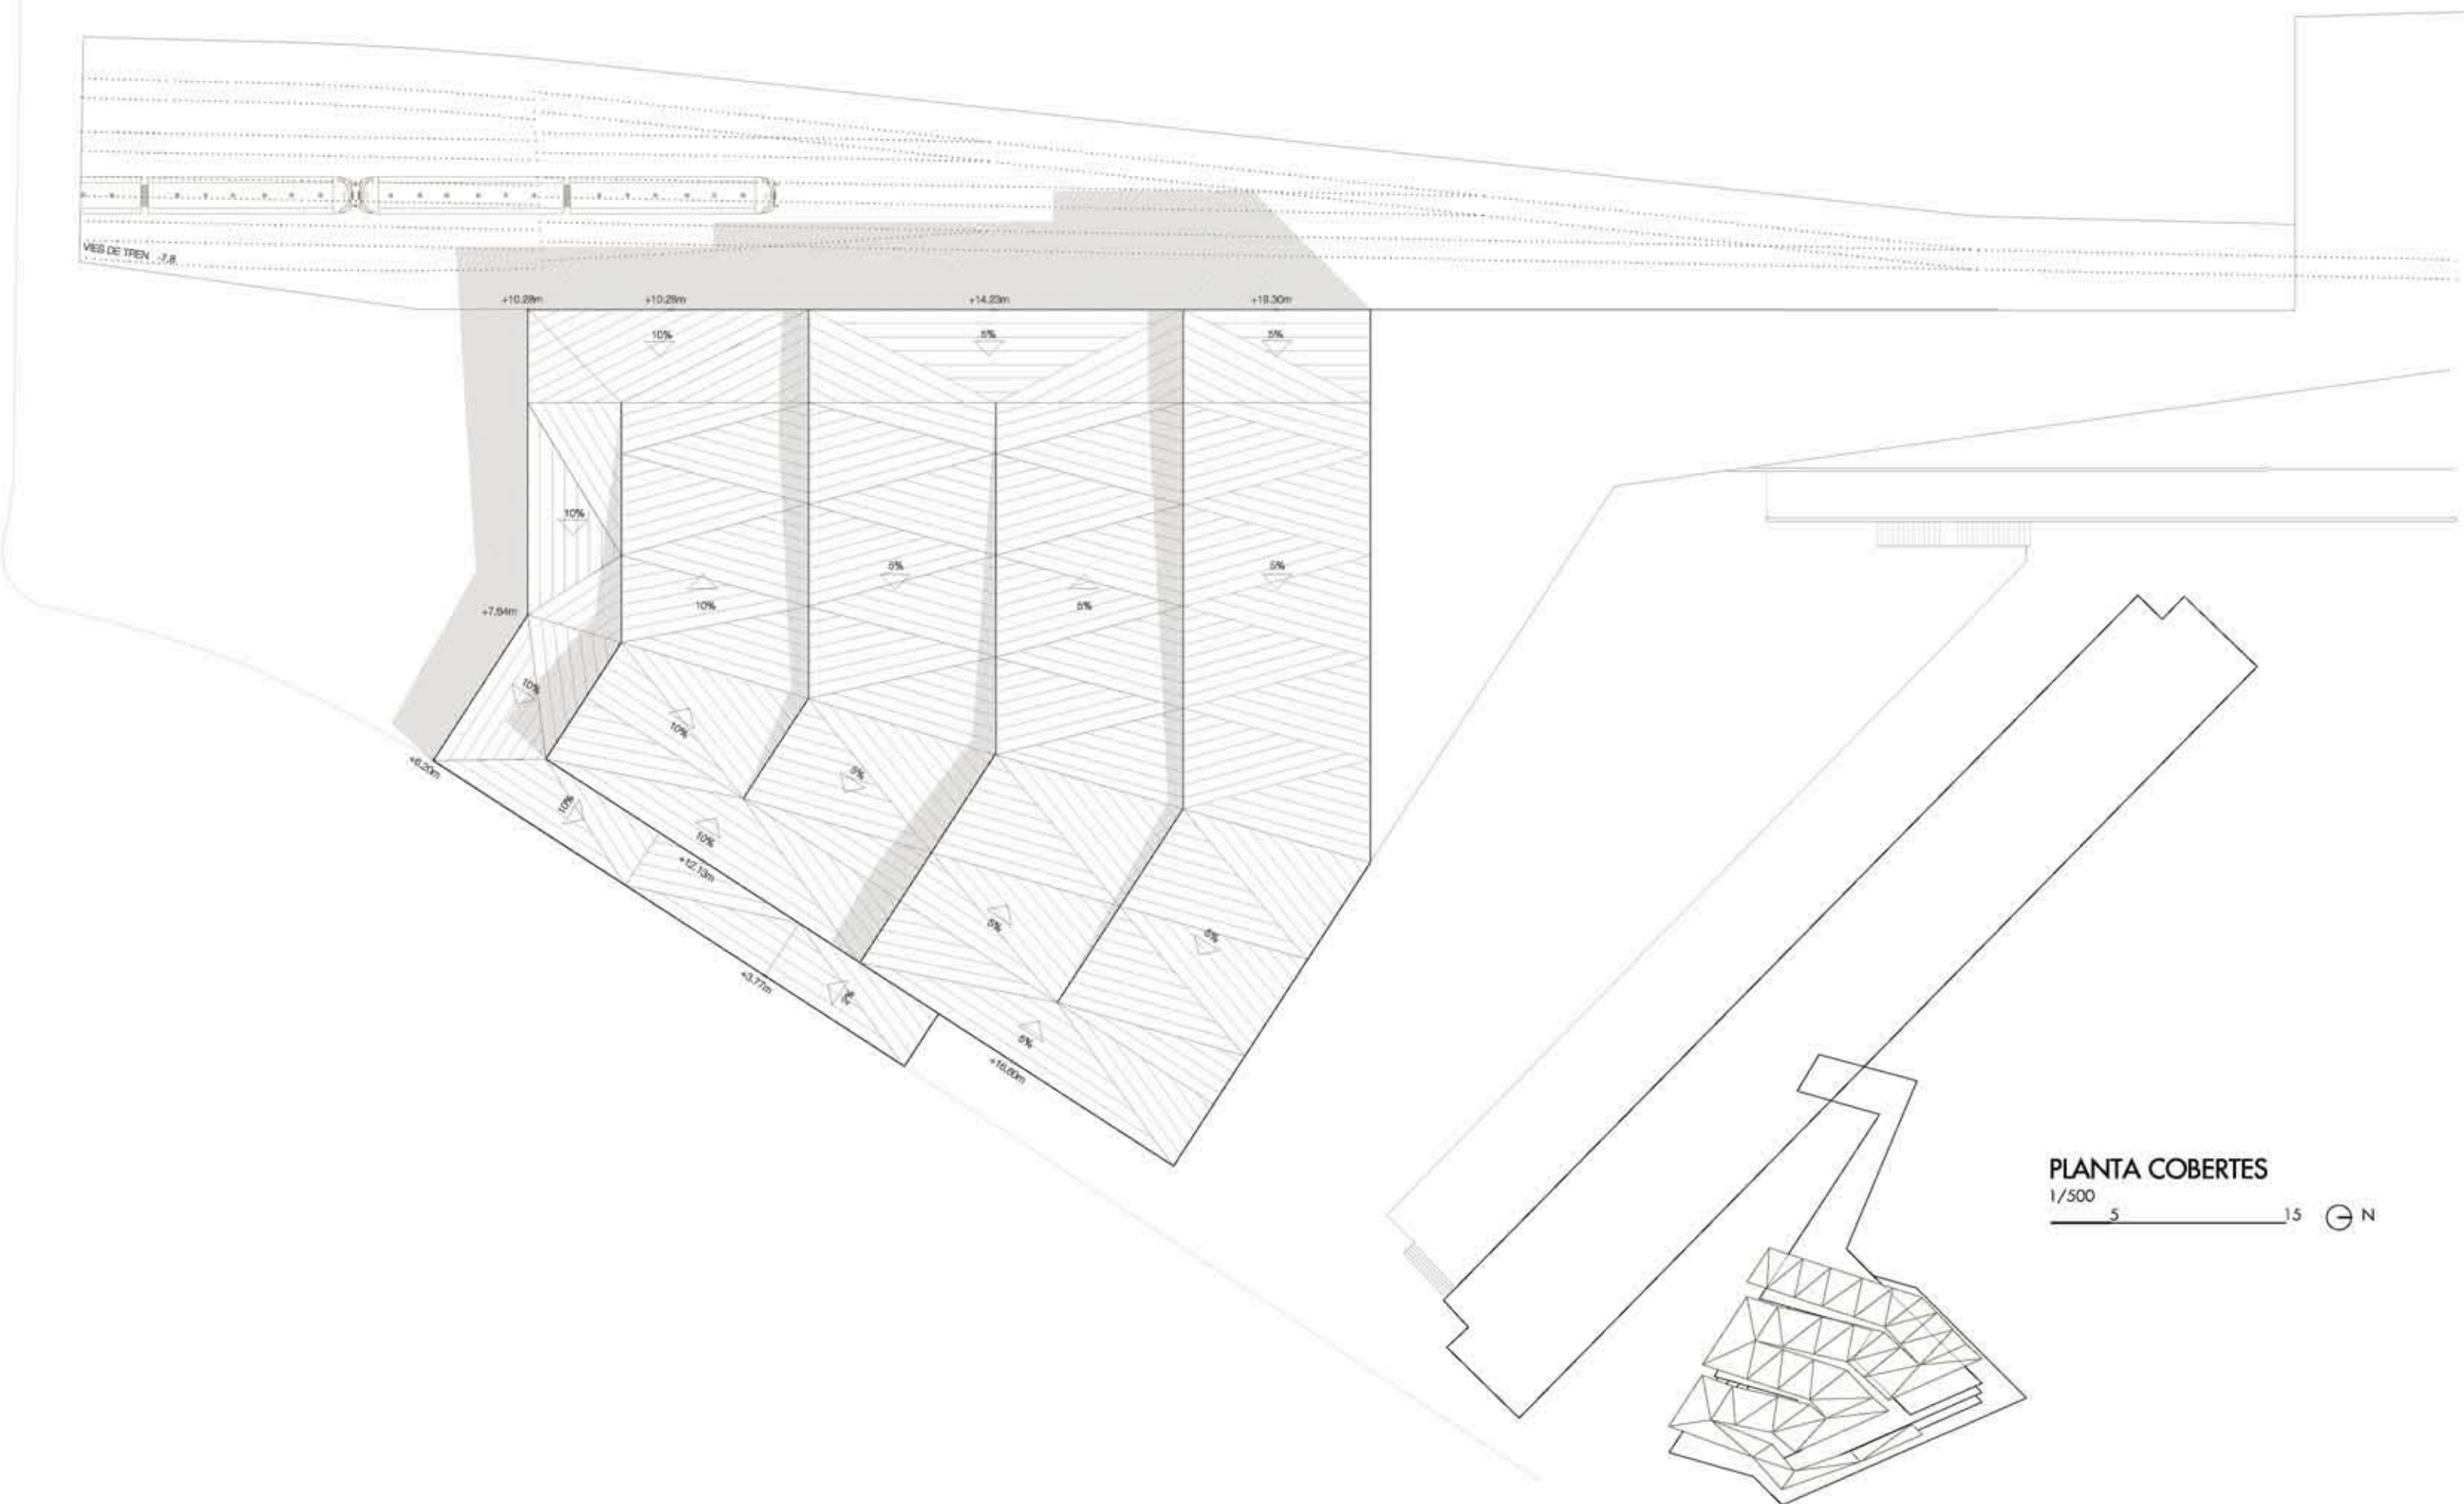 VIES DE TREN -7.8
+10.28m
+10.28m
+14.23m
+18.30m
10%
5%
5%
10%
5%
5%
10%
5%
+7.64m
10%
10%
5%
+6.20m
10%
10%
+12.13m
5%
5%
+3.77m
5%
+16.60m
PLANTA COBERTES
1/500
5
15
N